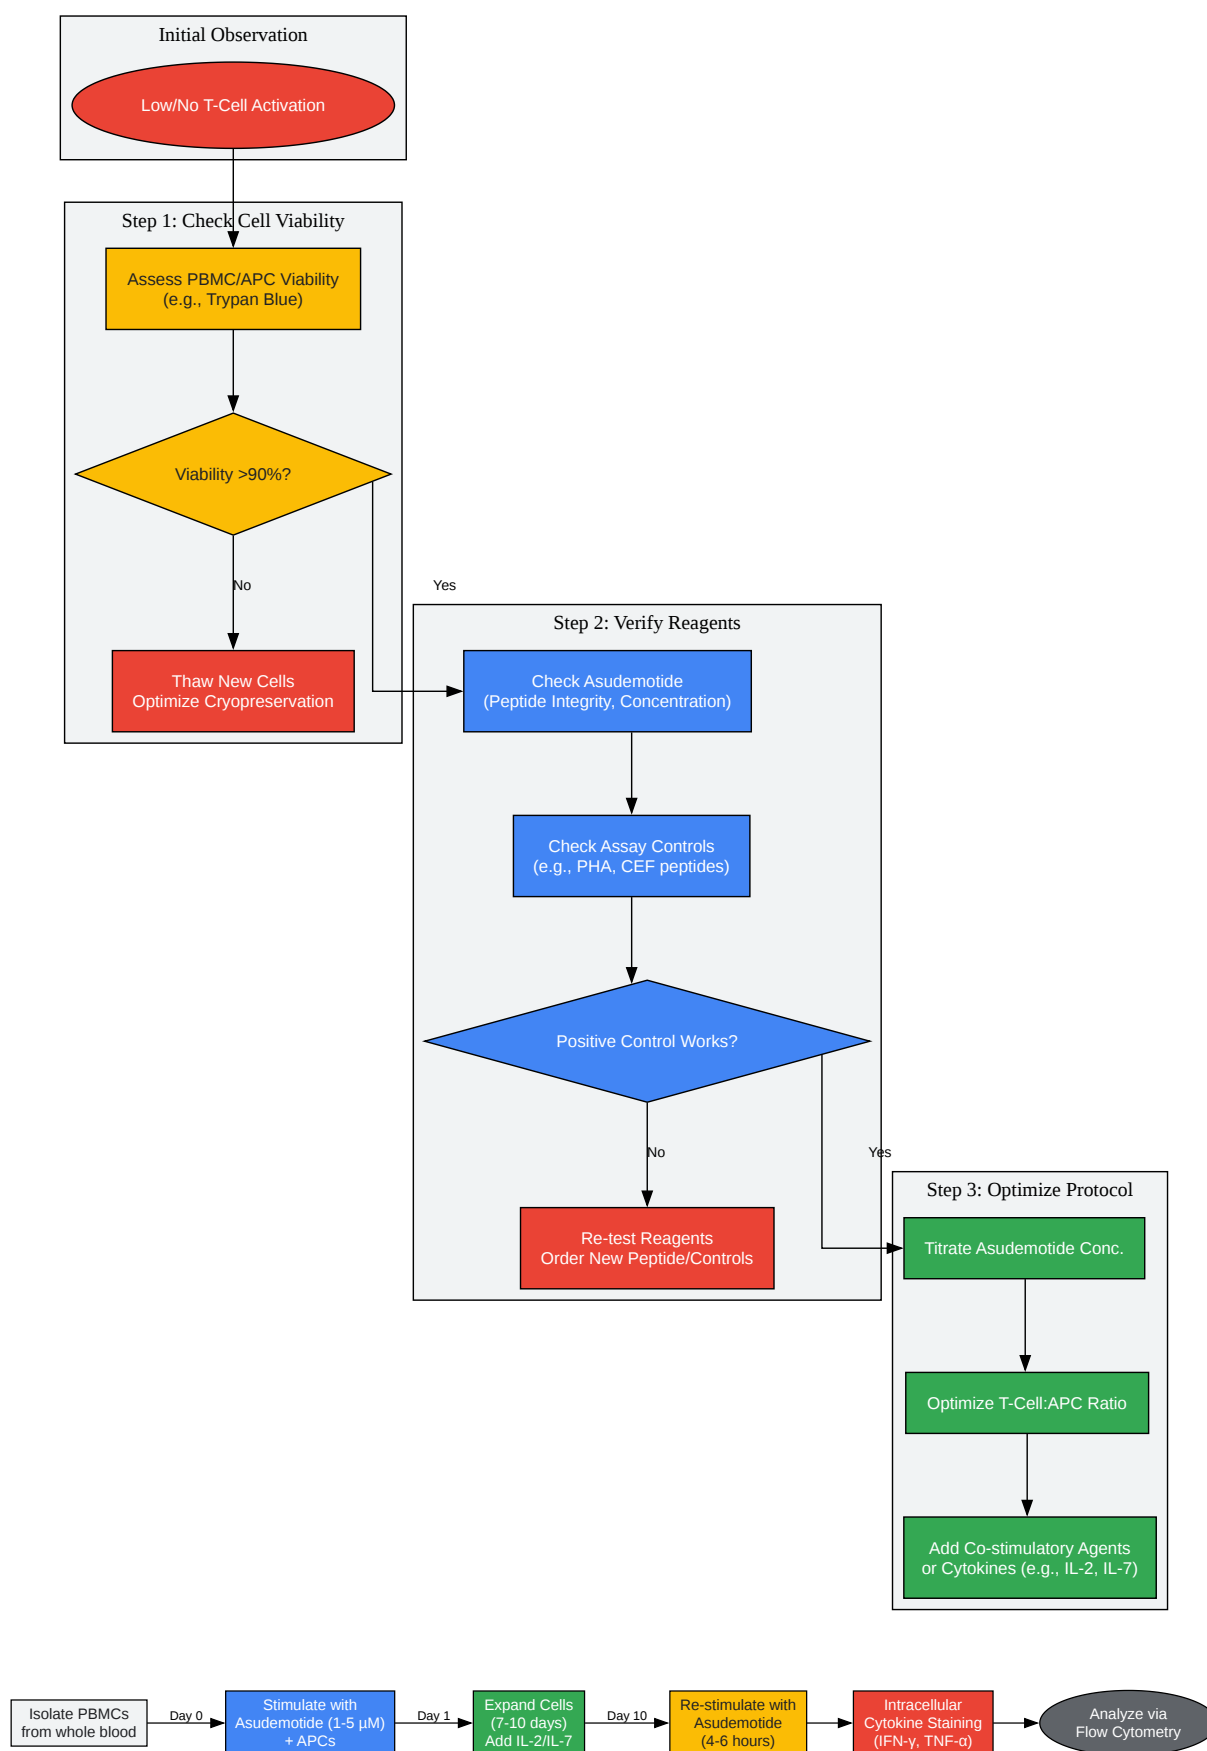 Initial Observation
Low/No T-Cell Activation
Step 1: Check Cell Viability
Assess PBMC/APC Viability
(e.g., Trypan Blue)
Viability >90%?
No
Yes
Thaw New Cells
Optimize Cryopreservation
Step 2: Verify Reagents
Check Asudemotide
(Peptide Integrity, Concentration)
Check Assay Controls
(e.g., PHA, CEF peptides)
Positive Control Works?
No
Yes
Re-test Reagents
Order New Peptide/Controls
Step 3: Optimize Protocol
Titrate Asudemotide Conc.
Optimize T-Cell:APC Ratio
Add Co-stimulatory Agents
or Cytokines (e.g., IL-2, IL-7)
Isolate PBMCs
from whole blood
Day 0
Stimulate with
Asudemotide (1-5 µM)
+ APCs
Day 1
Expand Cells
(7-10 days)
Add IL-2/IL-7
Day 10
Re-stimulate with
Asudemotide
(4-6 hours)
Intracellular
Cytokine Staining
(IFN-γ, TNF-α)
Analyze via
Flow Cytometry